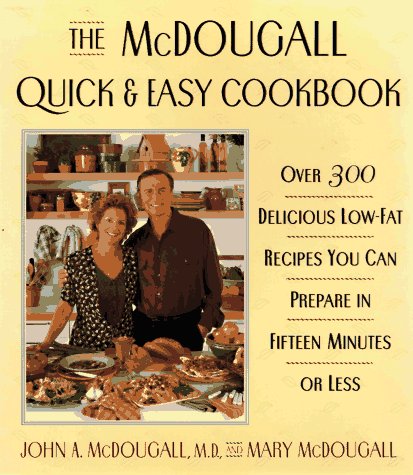 THE McDOUGALL
QUICK & EASY COOKBOOK
OVER 300
DELICIOUS LOW-FAT
RECIPES YOU CAN
PREPARE IN
FIFTEEN MINUTES
OR LESS
JOHN A. McDOUGALL, M.D., AND MARY McDOUGALL